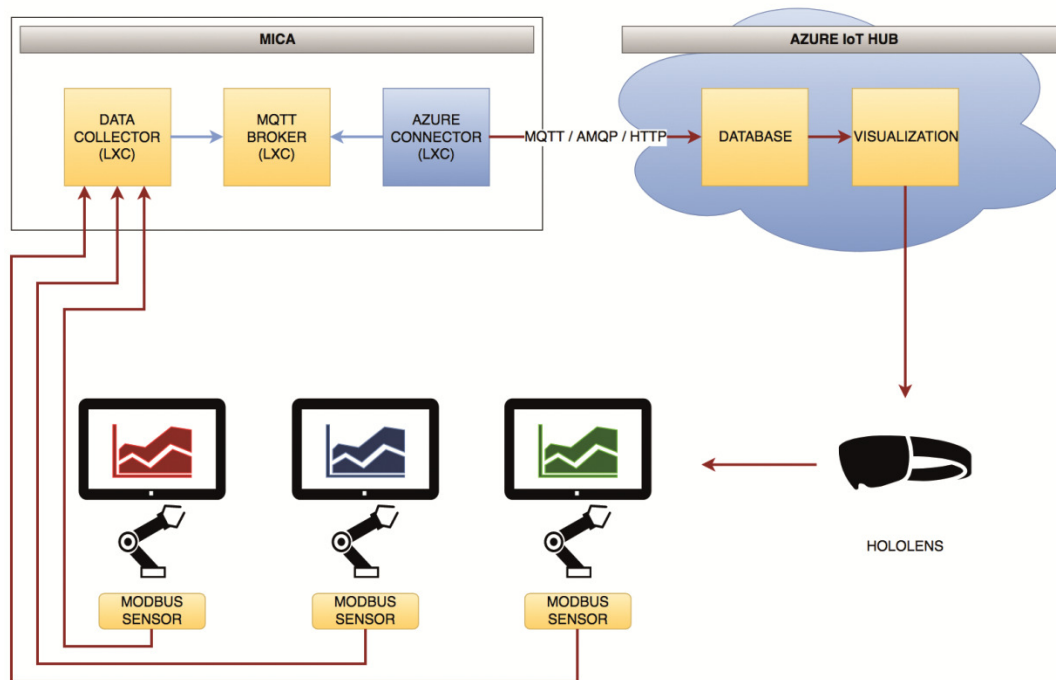 MICA
AZURE IoT HUB
DATA
COLLECTOR
(LXC)
MQTT
BROKER
(LXC)
AZURE
CONNECTOR
(LXC)
MQTT / AMQP / HTTP
DATABASE
VISUALIZATION
HOLOLENS
MODBUS
SENSOR
MODBUS
SENSOR
MODBUS
SENSOR